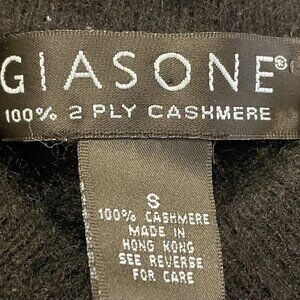 GIASONE®
100% 2 PLY CASHMERE
S
100% CASHMERE
MADE IN
HONG KONG
SEE REVERSE
FOR CARE